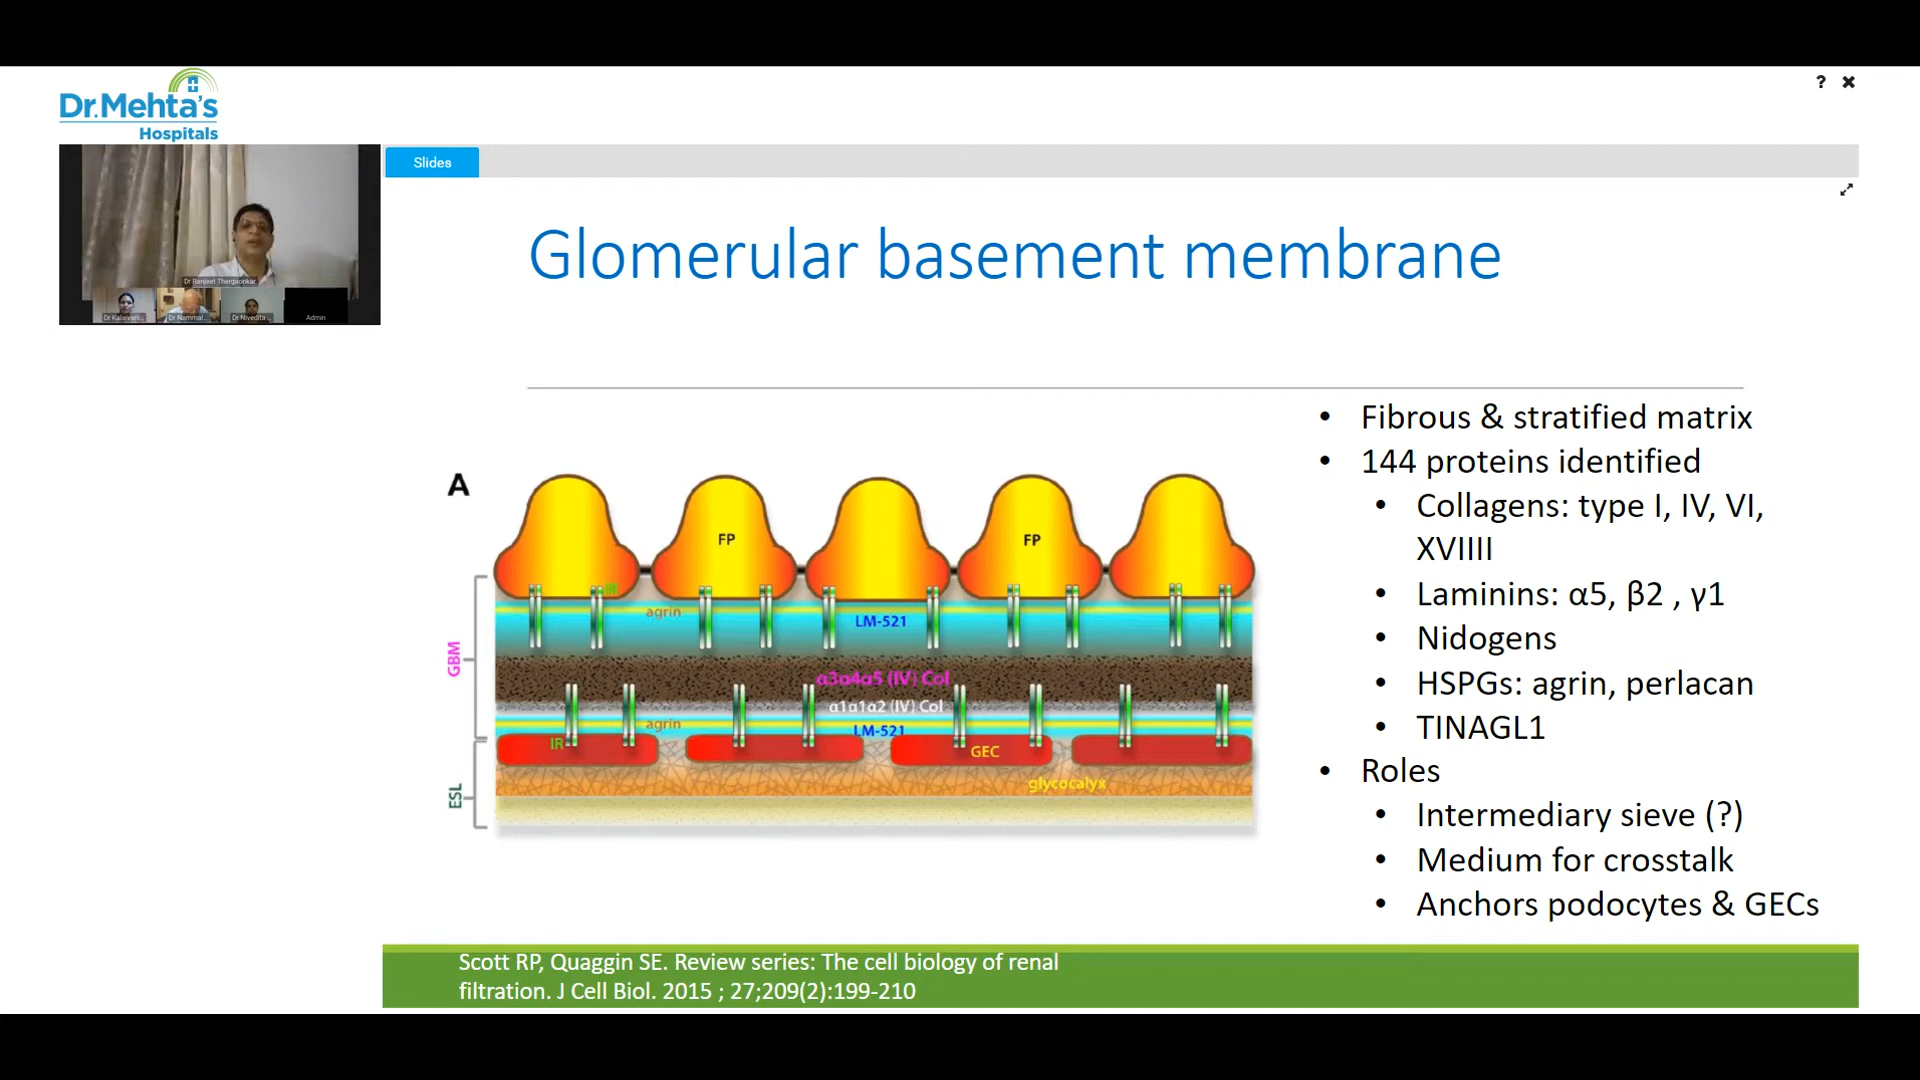 Dr.Mehta's
Hospitals
? ✖
Slides
Dr Ranjeet Thergaonkar
Dr Kalaivani...
Dr Nammal...
Dr Nivedita ...
Admin
Glomerular basement membrane
A
FP
FP
IR
agrin
LM-521
GBM
α3α4α5 (IV) Col
α1α1α2 (IV) Col
agrin
LM-521
IR
GEC
ESL
glycocalyx
• Fibrous & stratified matrix
• 144 proteins identified
• Collagens: type I, IV, VI,
XVIIII
• Laminins: α5, β2 , γ1
• Nidogens
• HSPGs: agrin, perlacan
• TINAGL1
• Roles
• Intermediary sieve (?)
• Medium for crosstalk
• Anchors podocytes & GECs
Scott RP, Quaggin SE. Review series: The cell biology of renal
filtration. J Cell Biol. 2015 ; 27;209(2):199-210